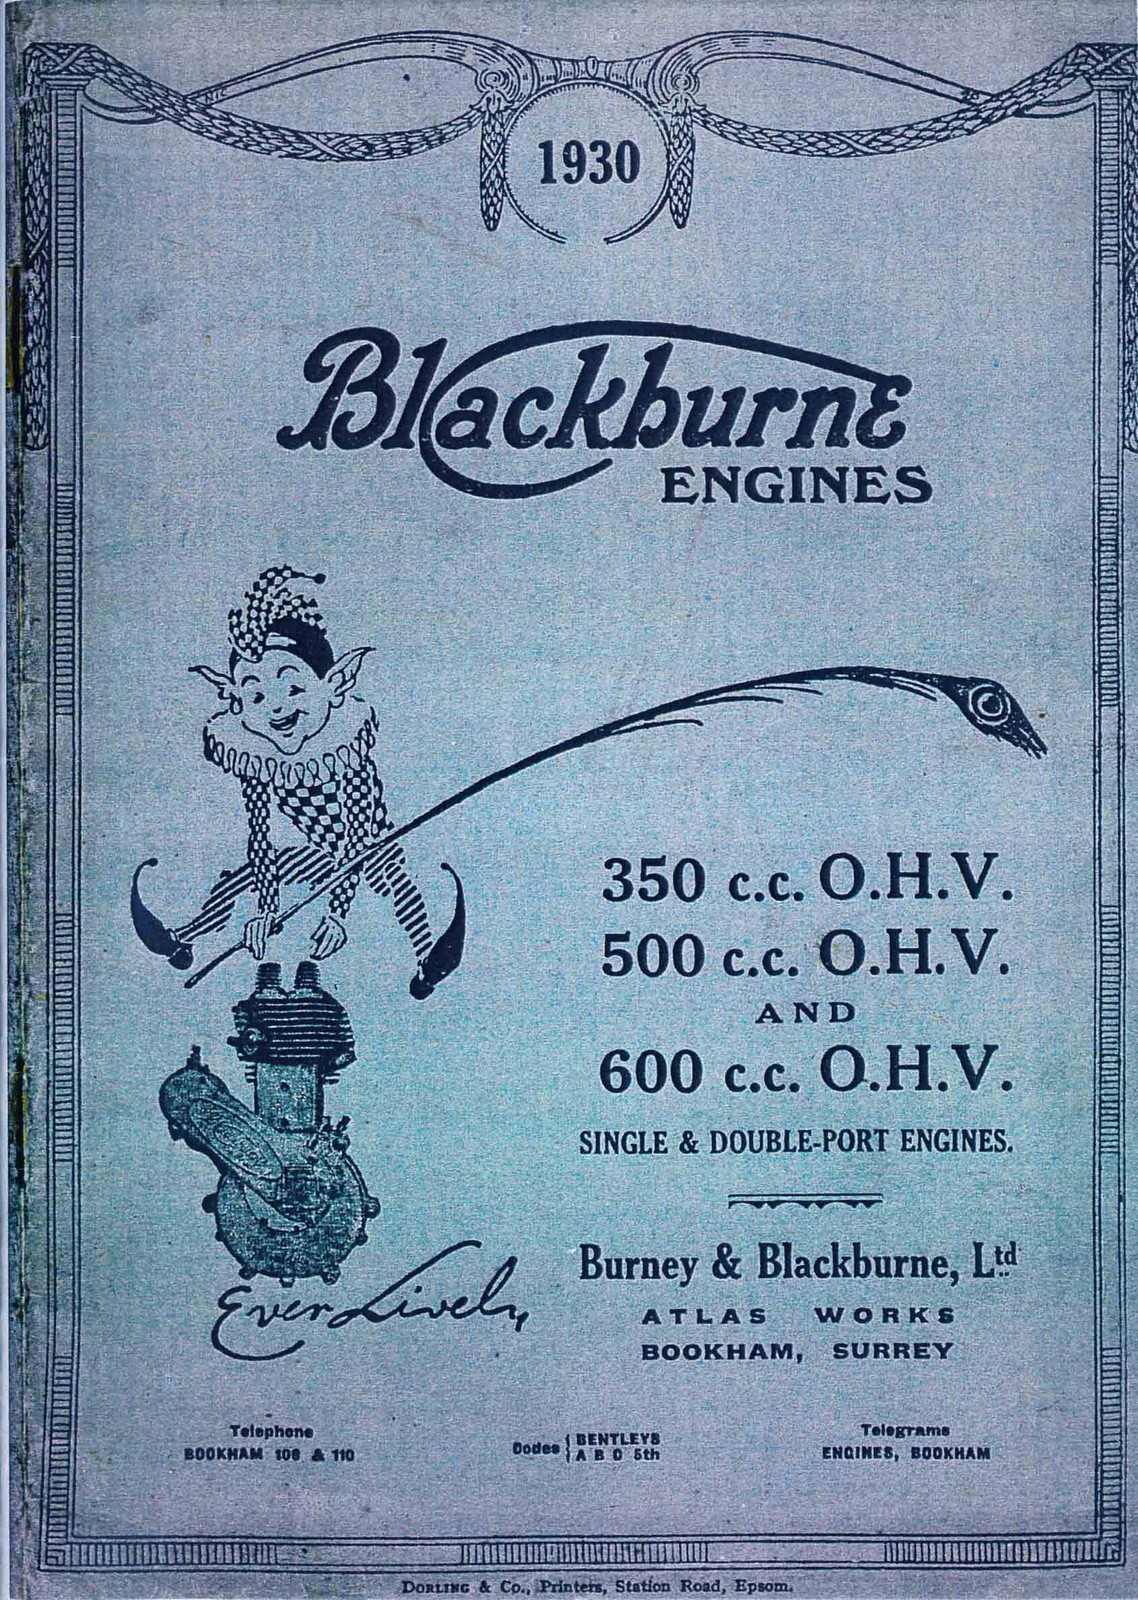 1930
Blackburne
ENGINES
350 c.c. O.H.V.
500 c.c. O.H.V.
AND
600 c.c. O.H.V.
SINGLE & DOUBLE-PORT ENGINES.
Burney & Blackburne, Ltd
ATLAS WORKS
BOOKHAM, SURREY
Ever Lively
Telephone
BOOKHAM 108 & 110
Codes { BENTLEYS
A B C 5th
Telegrams
ENGINES, BOOKHAM
DORLING & Co., Printers, Station Road, Epsom.